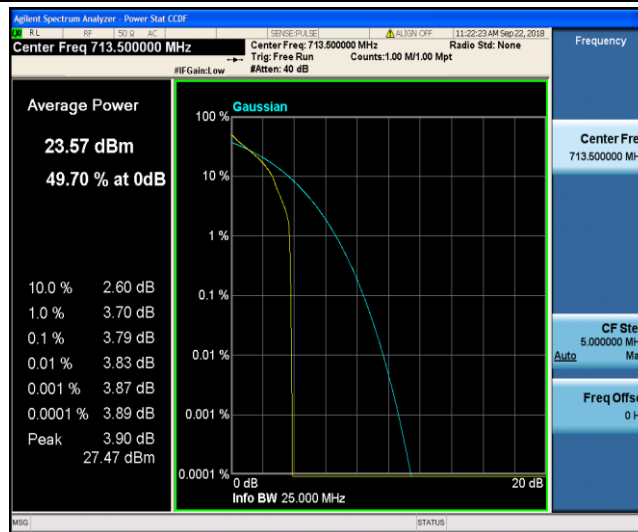 Agilent Spectrum Analyzer - Power Stat CCDF
RL RF 50 Ω AC SENSE:PULSE ALIGN OFF 11:22:23 AM Sep 22, 2018
Center Freq 713.500000 MHz
Center Freq: 713.500000 MHz Radio Std: None
Trig: Free Run Counts:1.00 M/1.00 Mpt
#IFGain:Low #Atten: 40 dB
Frequency
Average Power
23.57 dBm
49.70 % at 0dB
10.0 % 2.60 dB
1.0 % 3.70 dB
0.1 % 3.79 dB
0.01 % 3.83 dB
0.001 % 3.87 dB
0.0001 % 3.89 dB
Peak 3.90 dB
27.47 dBm
Gaussian
100 %
10 %
1 %
0.1 %
0.01 %
0.001 %
0.0001 %
0 dB 20 dB
Info BW 25.000 MHz
Center Fre
713.500000 MH
CF Ste
5.000000 MH
Auto Ma
Freq Offse
0 H
MSG STATUS